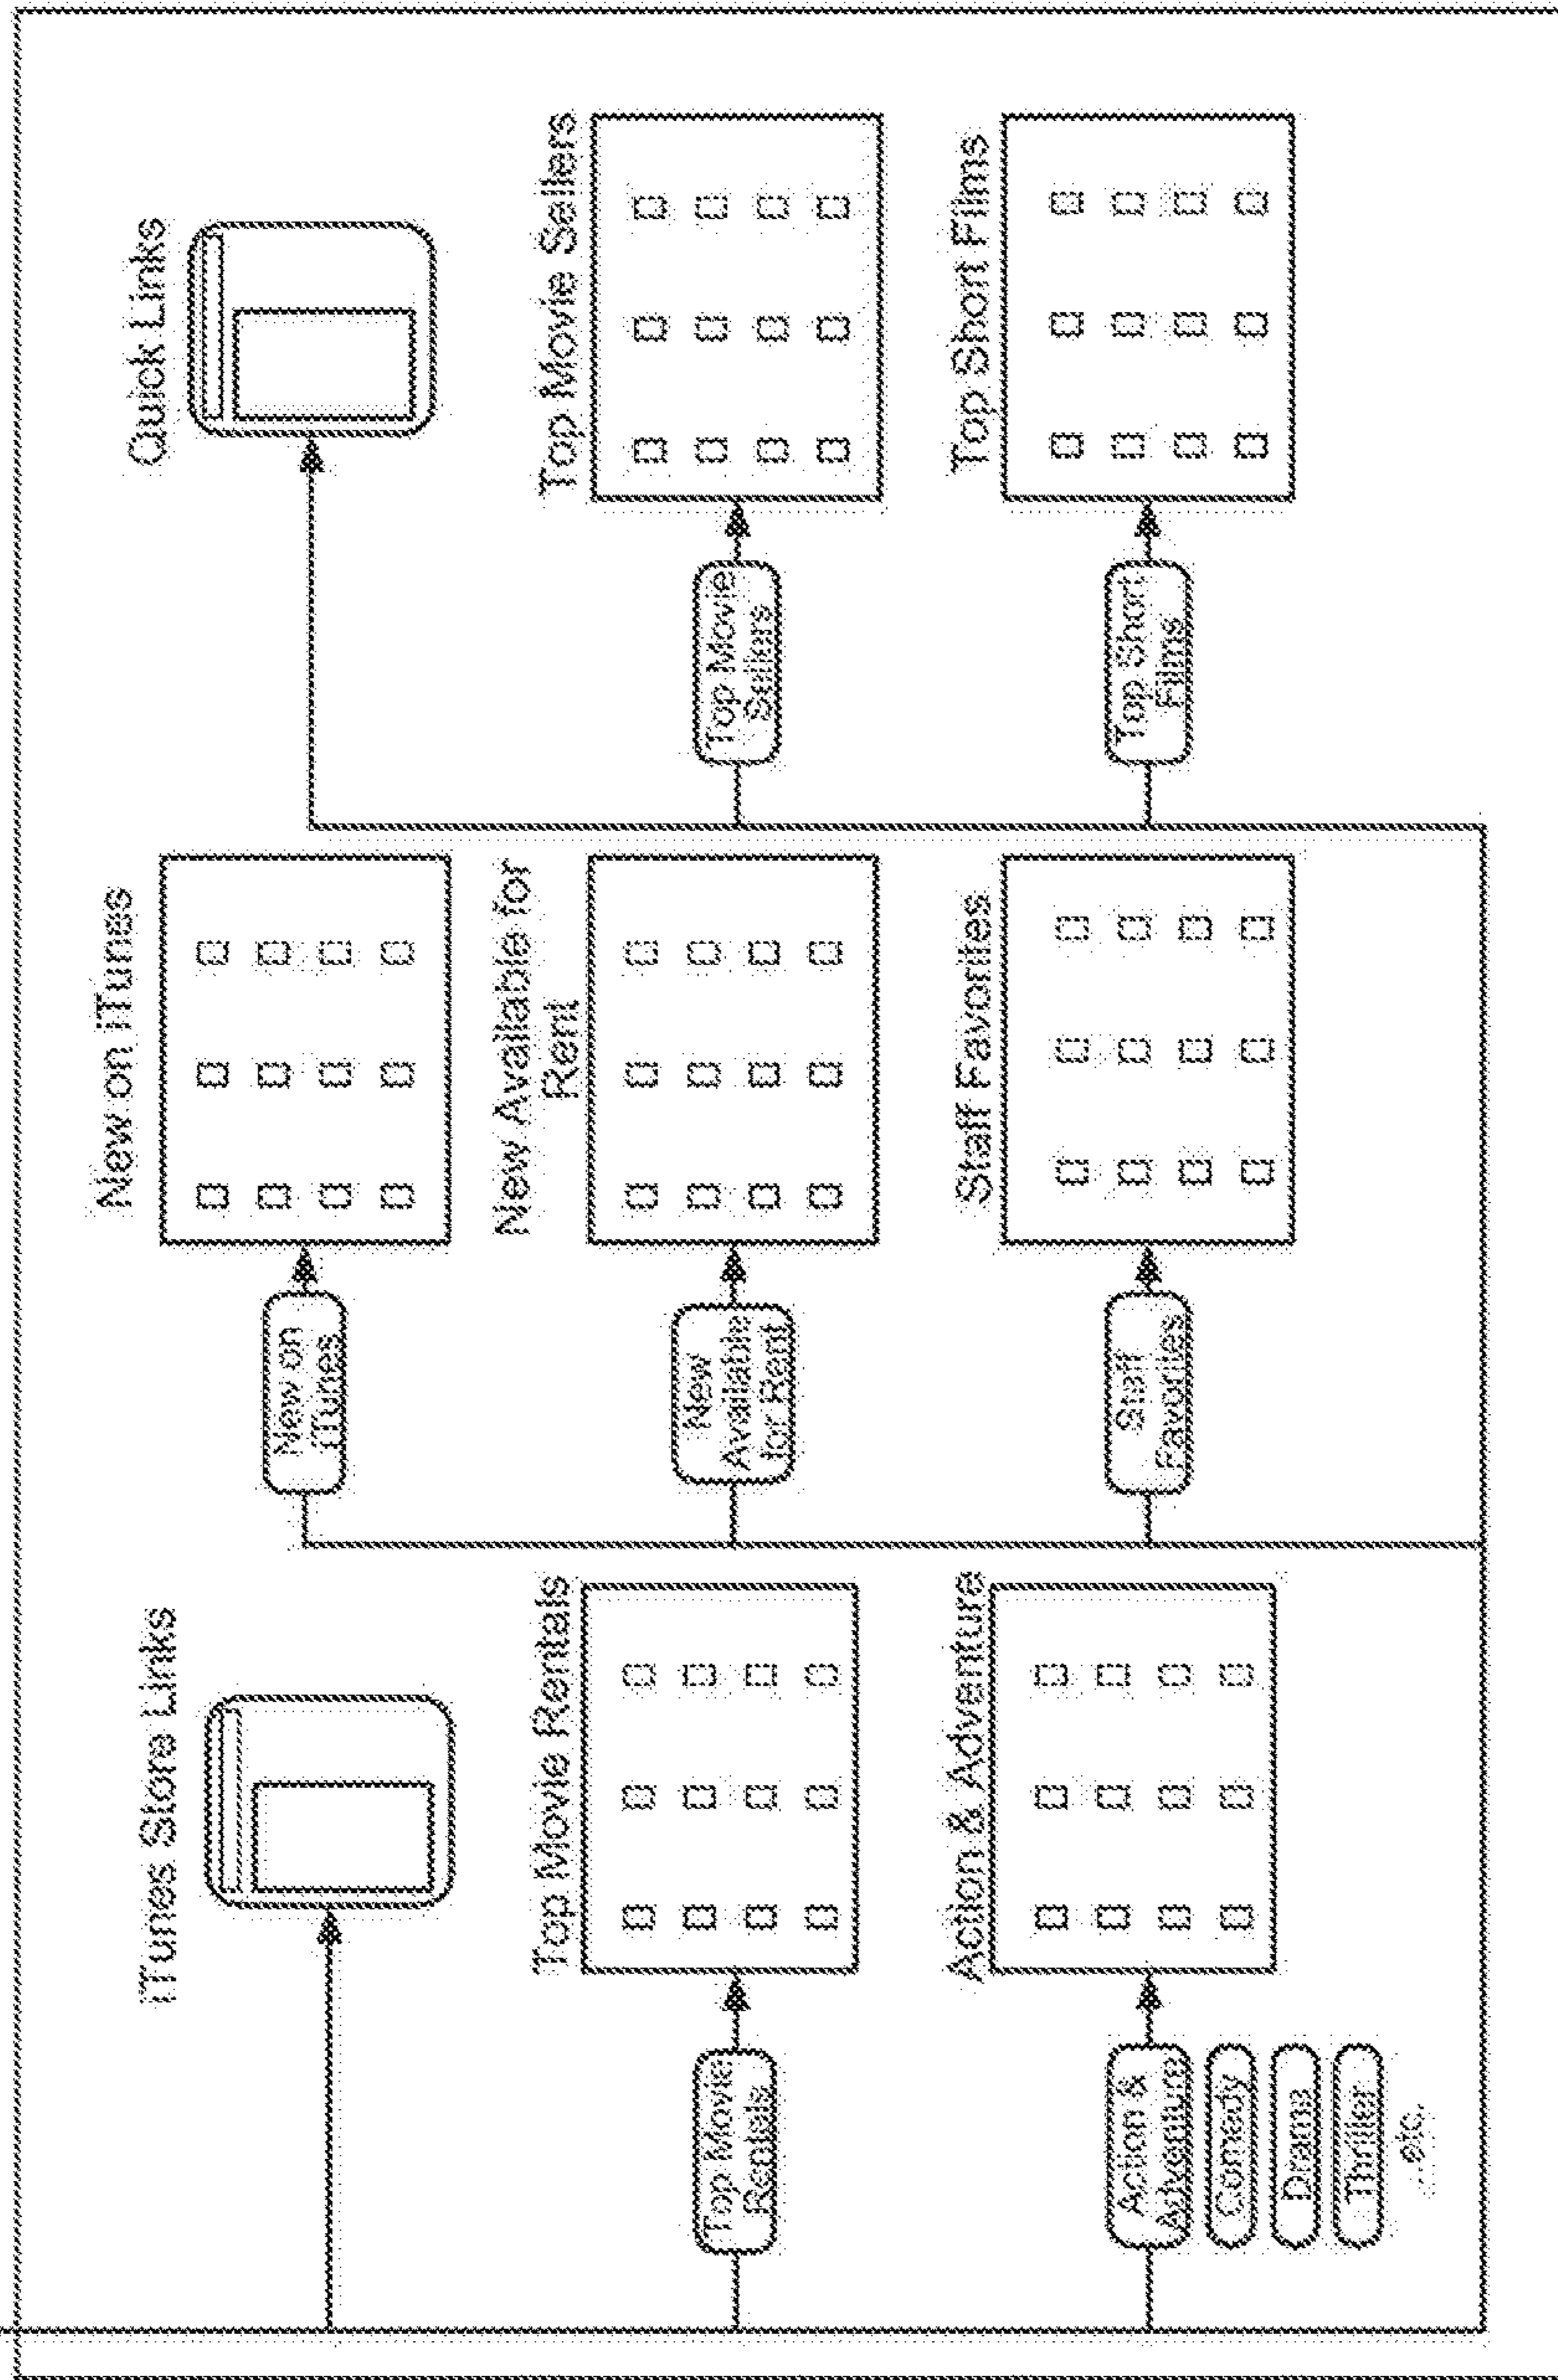 iTunes Store Links
New on
iTunes
New on iTunes
Quick Links
Top Movie
Rentals
Top Movie Rentals
New
Available
for Rent
New Available for
Rent
Top Movie
Sellers
Top Movie Sellers
Action &
Adventure
Comedy
Drama
Thriller
...etc.
Action & Adventure
Staff
Favorites
Staff Favorites
Top Short
Films
Top Short Films